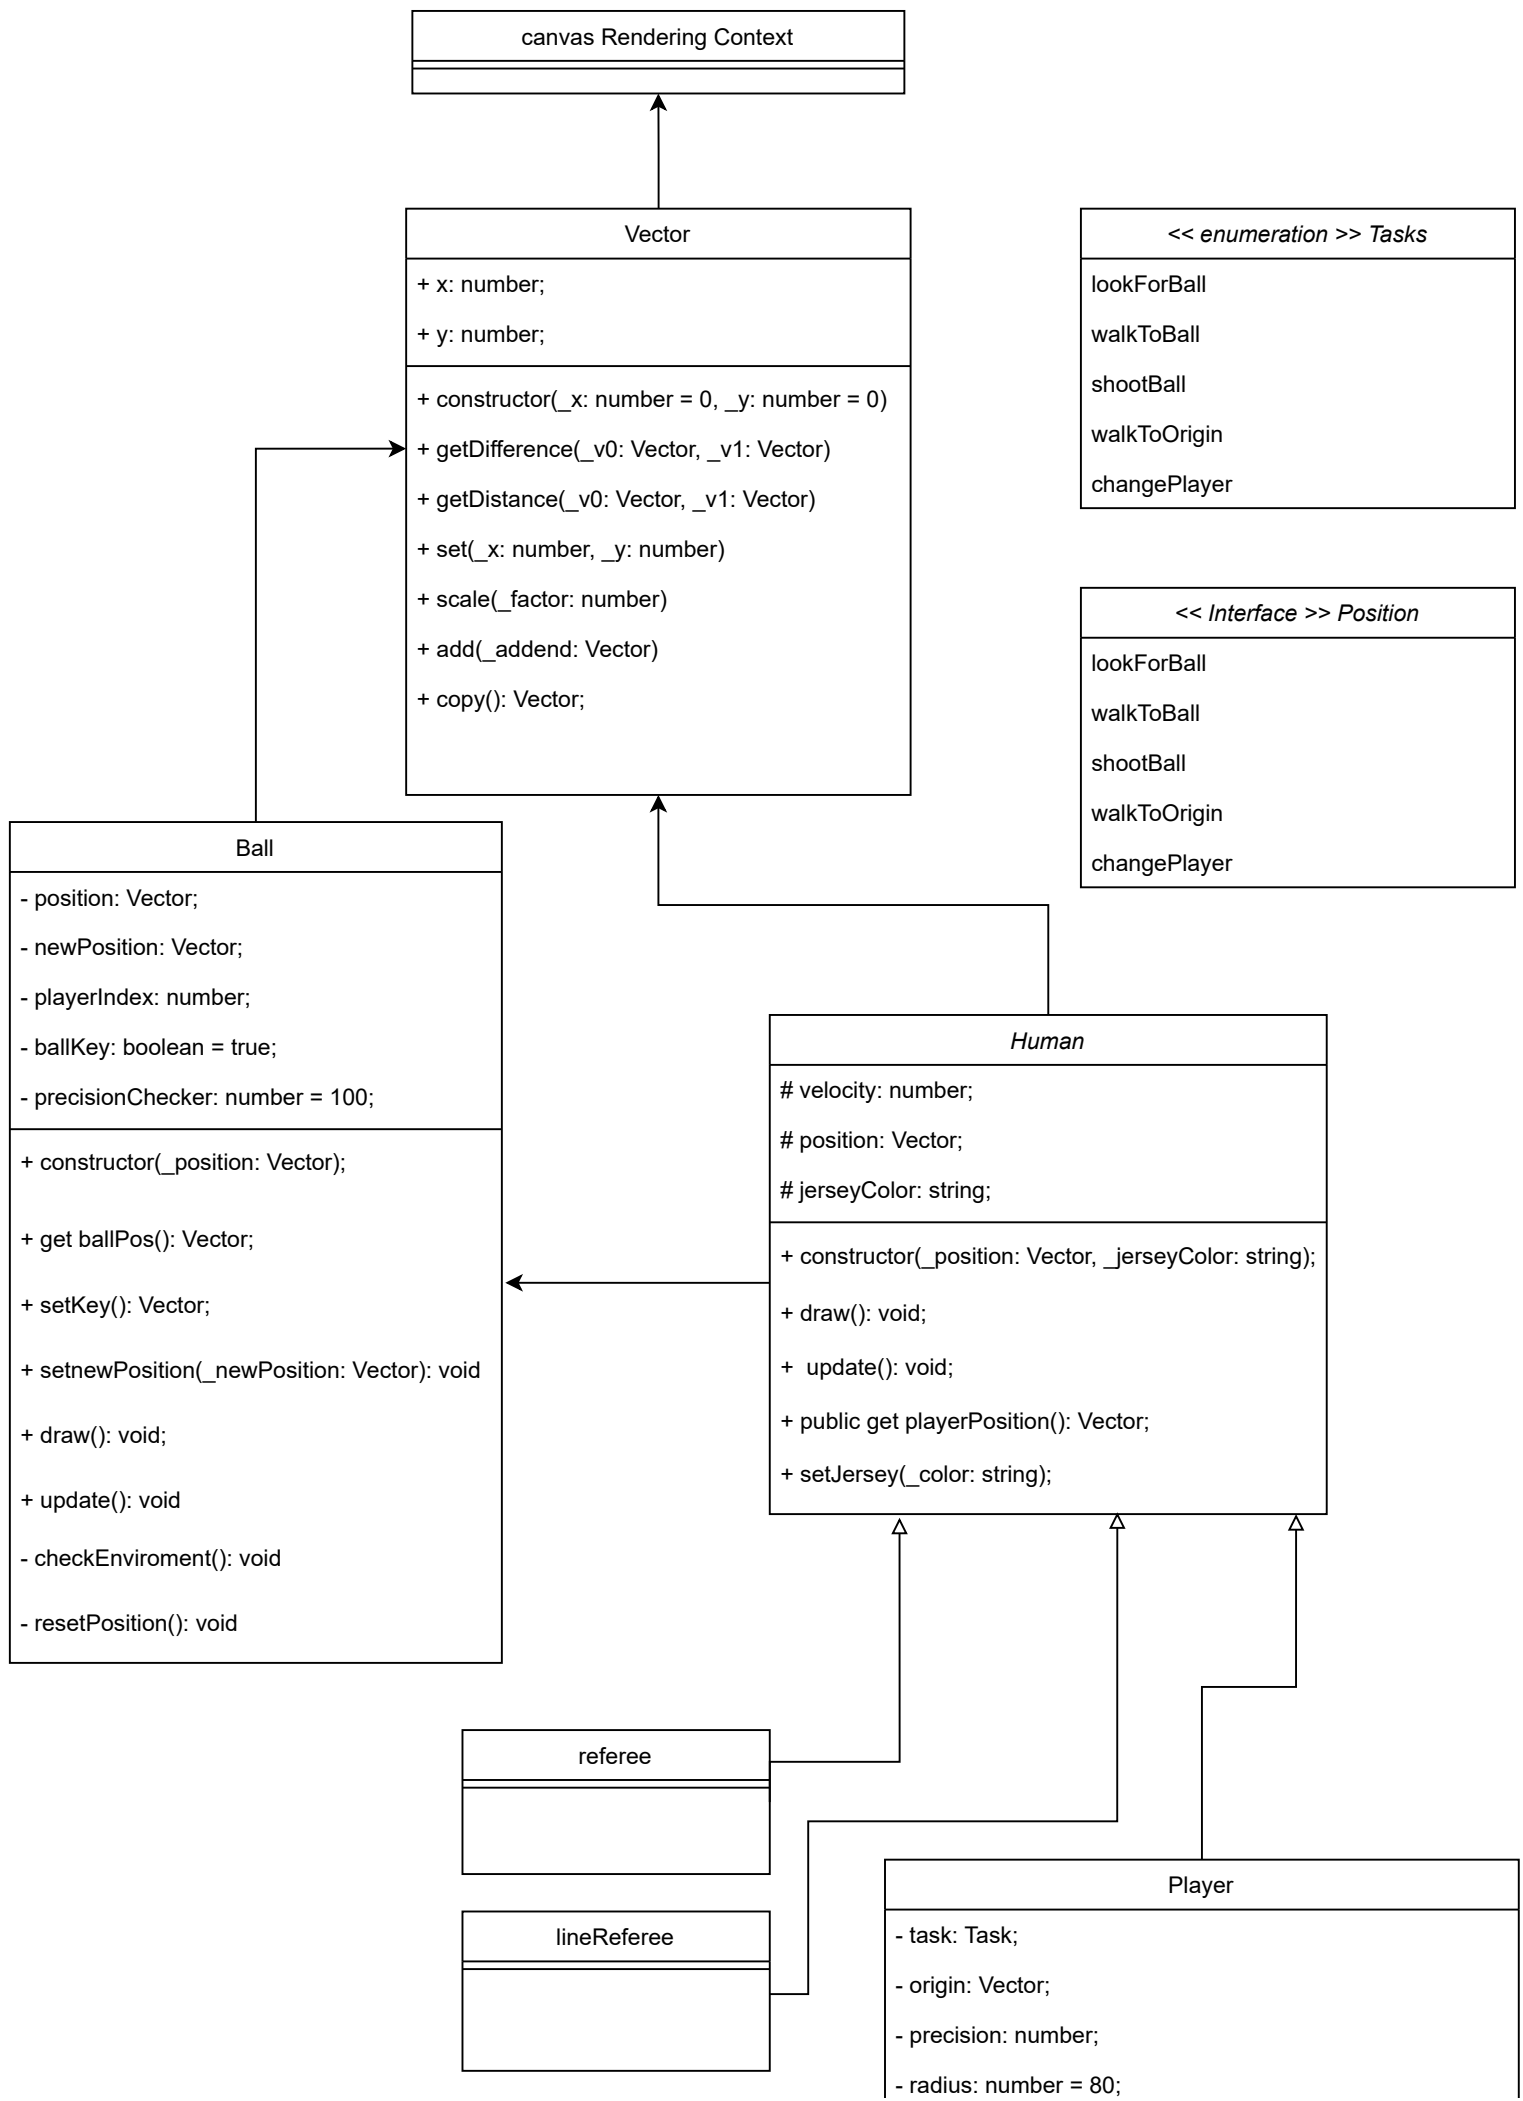 canvas Rendering Context
Vector
+ x: number;
+ y: number;
+ constructor(_x: number = 0, _y: number = 0)
+ getDifference(_v0: Vector, _v1: Vector)
+ getDistance(_v0: Vector, _v1: Vector)
+ set(_x: number, _y: number)
+ scale(_factor: number)
+ add(_addend: Vector)
+ copy(): Vector;
<< enumeration >> Tasks
lookForBall
walkToBall
shootBall
walkToOrigin
changePlayer
<< Interface >> Position
lookForBall
walkToBall
shootBall
walkToOrigin
changePlayer
Ball
- position: Vector;
- newPosition: Vector;
- playerIndex: number;
- ballKey: boolean = true;
- precisionChecker: number = 100;
+ constructor(_position: Vector);
+ get ballPos(): Vector;
+ setKey(): Vector;
+ setnewPosition(_newPosition: Vector): void
+ draw(): void;
+ update(): void
- checkEnviroment(): void
- resetPosition(): void
Human
# velocity: number;
# position: Vector;
# jerseyColor: string;
+ constructor(_position: Vector, _jerseyColor: string);
+ draw(): void;
+  update(): void;
+ public get playerPosition(): Vector;
+ setJersey(_color: string);
referee
lineReferee
Player
- task: Task;
- origin: Vector;
- precision: number;
- radius: number = 80;